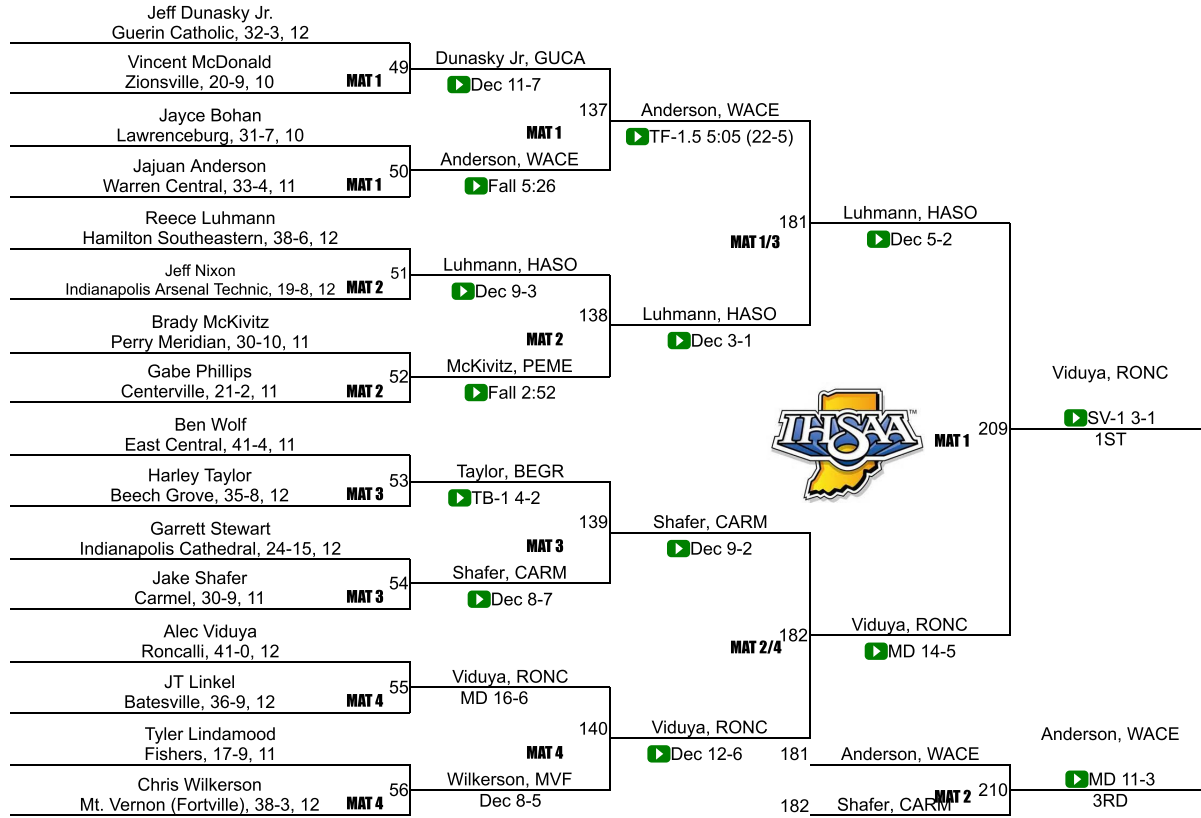 Jeff Dunasky Jr.
Guerin Catholic, 32-3, 12
Vincent McDonald
Zionsville, 20-9, 10
MAT 1
49
Jayce Bohan
Lawrenceburg, 31-7, 10
Jajuan Anderson
Warren Central, 33-4, 11
MAT 1
50
Reece Luhmann
Hamilton Southeastern, 38-6, 12
Jeff Nixon
Indianapolis Arsenal Technic, 19-8, 12
MAT 2
51
Brady McKivitz
Perry Meridian, 30-10, 11
Gabe Phillips
Centerville, 21-2, 11
MAT 2
52
Ben Wolf
East Central, 41-4, 11
Harley Taylor
Beech Grove, 35-8, 12
MAT 3
53
Garrett Stewart
Indianapolis Cathedral, 24-15, 12
Jake Shafer
Carmel, 30-9, 11
MAT 3
54
Alec Viduya
Roncalli, 41-0, 12
JT Linkel
Batesville, 36-9, 12
MAT 4
55
Tyler Lindamood
Fishers, 17-9, 11
Chris Wilkerson
Mt. Vernon (Fortville), 38-3, 12
MAT 4
56
Dunasky Jr, GUCA
Dec 11-7
137
MAT 1
Anderson, WACE
Fall 5:26
Luhmann, HASO
Dec 9-3
138
MAT 2
McKivitz, PEME
Fall 2:52
Taylor, BEGR
TB-1 4-2
139
MAT 3
Shafer, CARM
Dec 8-7
Viduya, RONC
MD 16-6
140
MAT 4
Wilkerson, MVF
Dec 8-5
Anderson, WACE
TF-1.5 5:05 (22-5)
181
MAT 1/3
Luhmann, HASO
Dec 3-1
Shafer, CARM
Dec 9-2
182
MAT 2/4
Viduya, RONC
Dec 12-6
Luhmann, HASO
Dec 5-2
IHSAA™
MAT 1
209
Viduya, RONC
MD 14-5
Viduya, RONC
SV-1 3-1
1ST
181
Anderson, WACE
182
Shafer, CARM
MAT 2
210
Anderson, WACE
MD 11-3
3RD